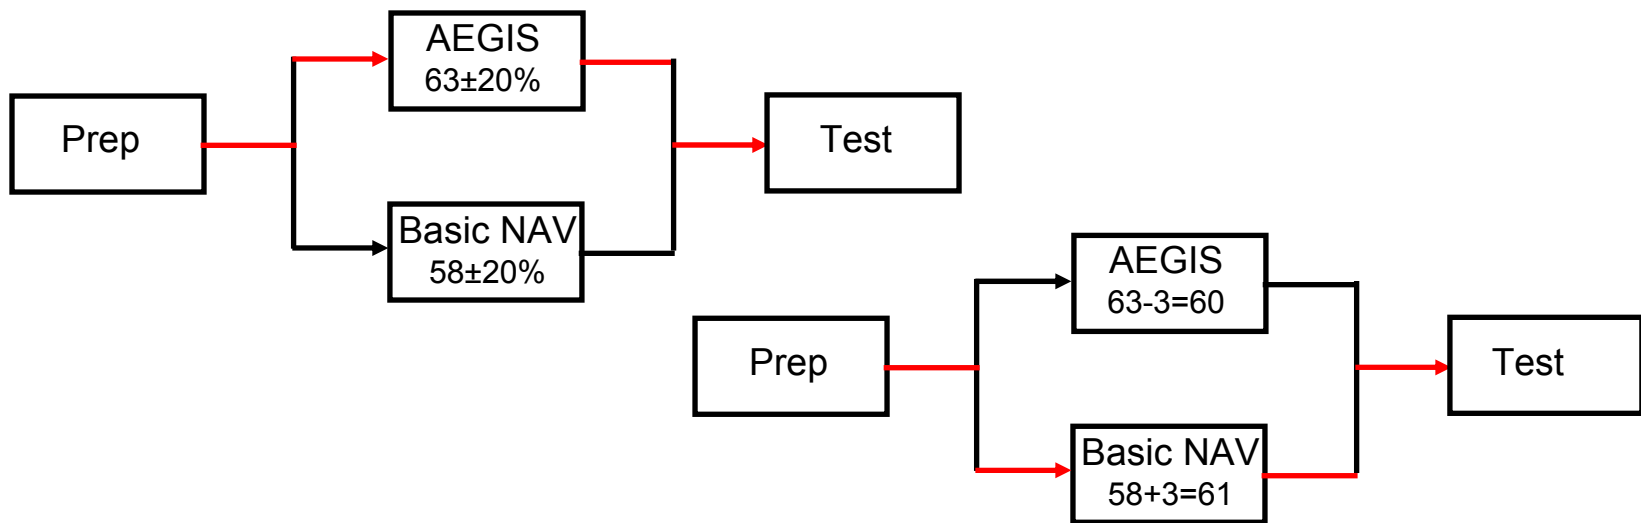 Prep
AEGIS
63±20%
Basic NAV
58±20%
Test
Prep
AEGIS
63-3=60
Basic NAV
58+3=61
Test